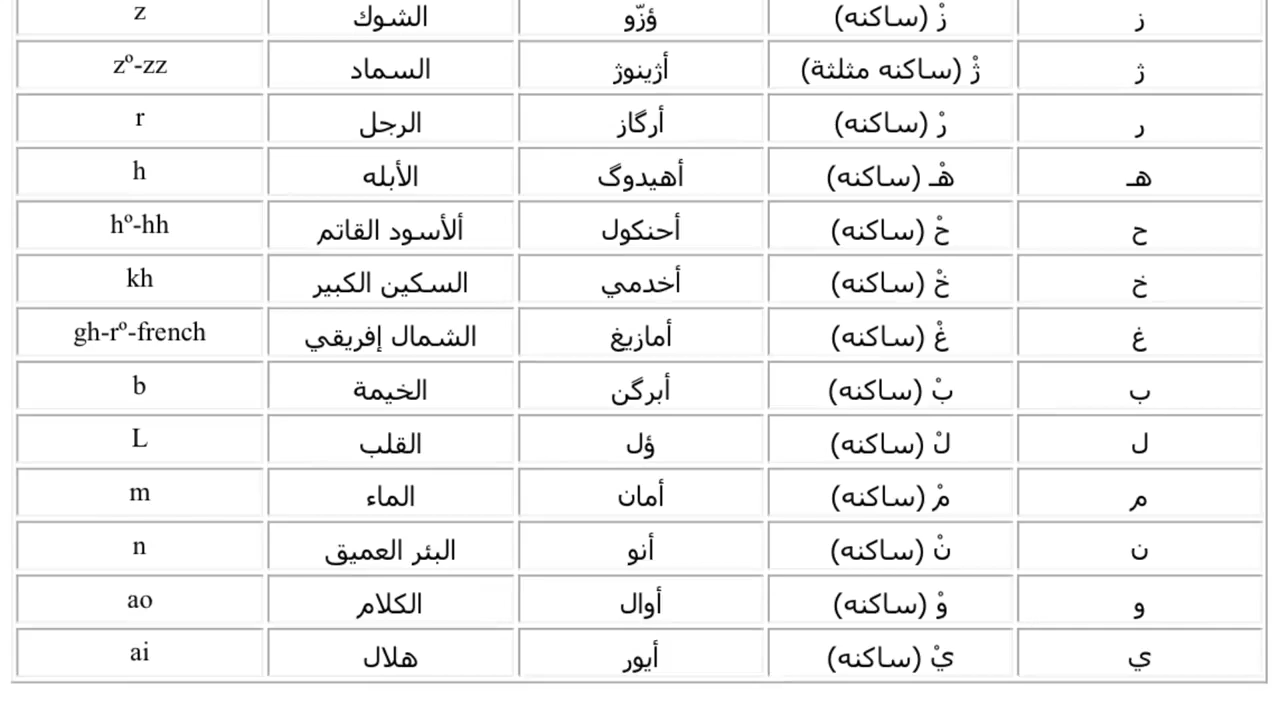 ز زْ (ساكنه) ؤزّو الشوك z
ژ ژْ (ساكنه مثلثة) أژينوژ السماد zº-zz
ر رْ (ساكنه) أرگاز الرجل r
هـ هْـ (ساكنه) أهيدوگ الأبله h
ح حْ (ساكنه) أحنكول ألأسود القاتم hº-hh
خ خْ (ساكنه) أخدمي السكين الكبير kh
غ غْ (ساكنه) أمازيغ الشمال إفريقي gh-rº-french
ب بْ (ساكنه) أبرگن الخيمة b
ل لْ (ساكنه) ؤل القلب L
م مْ (ساكنه) أمان الماء m
ن نْ (ساكنه) أنو البئر العميق n
و وْ (ساكنه) أوال الكلام ao
ي يْ (ساكنه) أيور هلال ai